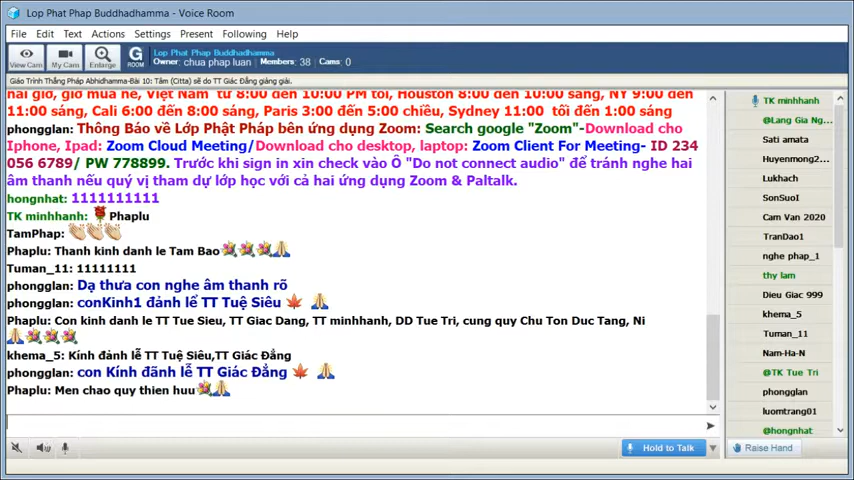 Lop Phat Phap Buddhadhamma - Voice Room
File Edit Text Actions Settings Present Following Help
View Cam My Cam Enlarge G ROOM
Lop Phat Phap Buddhadhamma
Owner: chua phap luan Members: 38 Cams: 0
Giáo Trình Thắng Pháp Abhidhamma-Bài 10: Tâm (Citta) sẽ do TT Giác Đẳng giảng giải.
hai giờ, giờ mùa hè, Việt Nam từ 8:00 đến 10:00 PM tối, Houston 8:00 đến 10:00 sáng, NY 9:00 đến
11:00 sáng, Cali 6:00 đến 8:00 sáng, Paris 3:00 đến 5:00 chiều, Sydney 11:00 tối đến 1:00 sáng
phongglan: Thông Báo về Lớp Phật Pháp bên ứng dụng Zoom: Search google "Zoom"-Download cho
Iphone, Ipad: Zoom Cloud Meeting/Download cho desktop, laptop: Zoom Client For Meeting- ID 234
056 6789/ PW 778899. Trước khi sign in xin check vào Ô "Do not connect audio" để tránh nghe hai
âm thanh nếu quý vị tham dự lớp học với cả hai ứng dụng Zoom & Paltalk.
hongnhat: 1111111111
TK minhhanh: Phaplu
TamPhap:
Phaplu: Thanh kinh danh le Tam Bao
Tuman_11: 11111111
phongglan: Dạ thưa con nghe âm thanh rõ
phongglan: conKinh1 đảnh lể TT Tuệ Siêu
Phaplu: Con kinh danh le TT Tue Sieu, TT Giac Dang, TT minhhanh, DD Tue Tri, cung quy Chu Ton Duc Tang, Ni
khema_5: Kính đảnh lễ TT Tuệ Siêu,TT Giác Đẳng
phongglan: con Kính đãnh lễ TT Giác Đẳng
Phaplu: Men chao quy thien huu
TK minhhanh
@Lang Gia Ng...
Sati amata
Huyenmong2...
Lukhach
SonSuoI
Cam Van 2020
TranDao1
nghe phap_1
thy lam
Dieu Giac 999
khema_5
Tuman_11
Nam-Ha-N
@TK Tue Tri
phongglan
luomtrang01
@hongnhat
Hold to Talk
Raise Hand